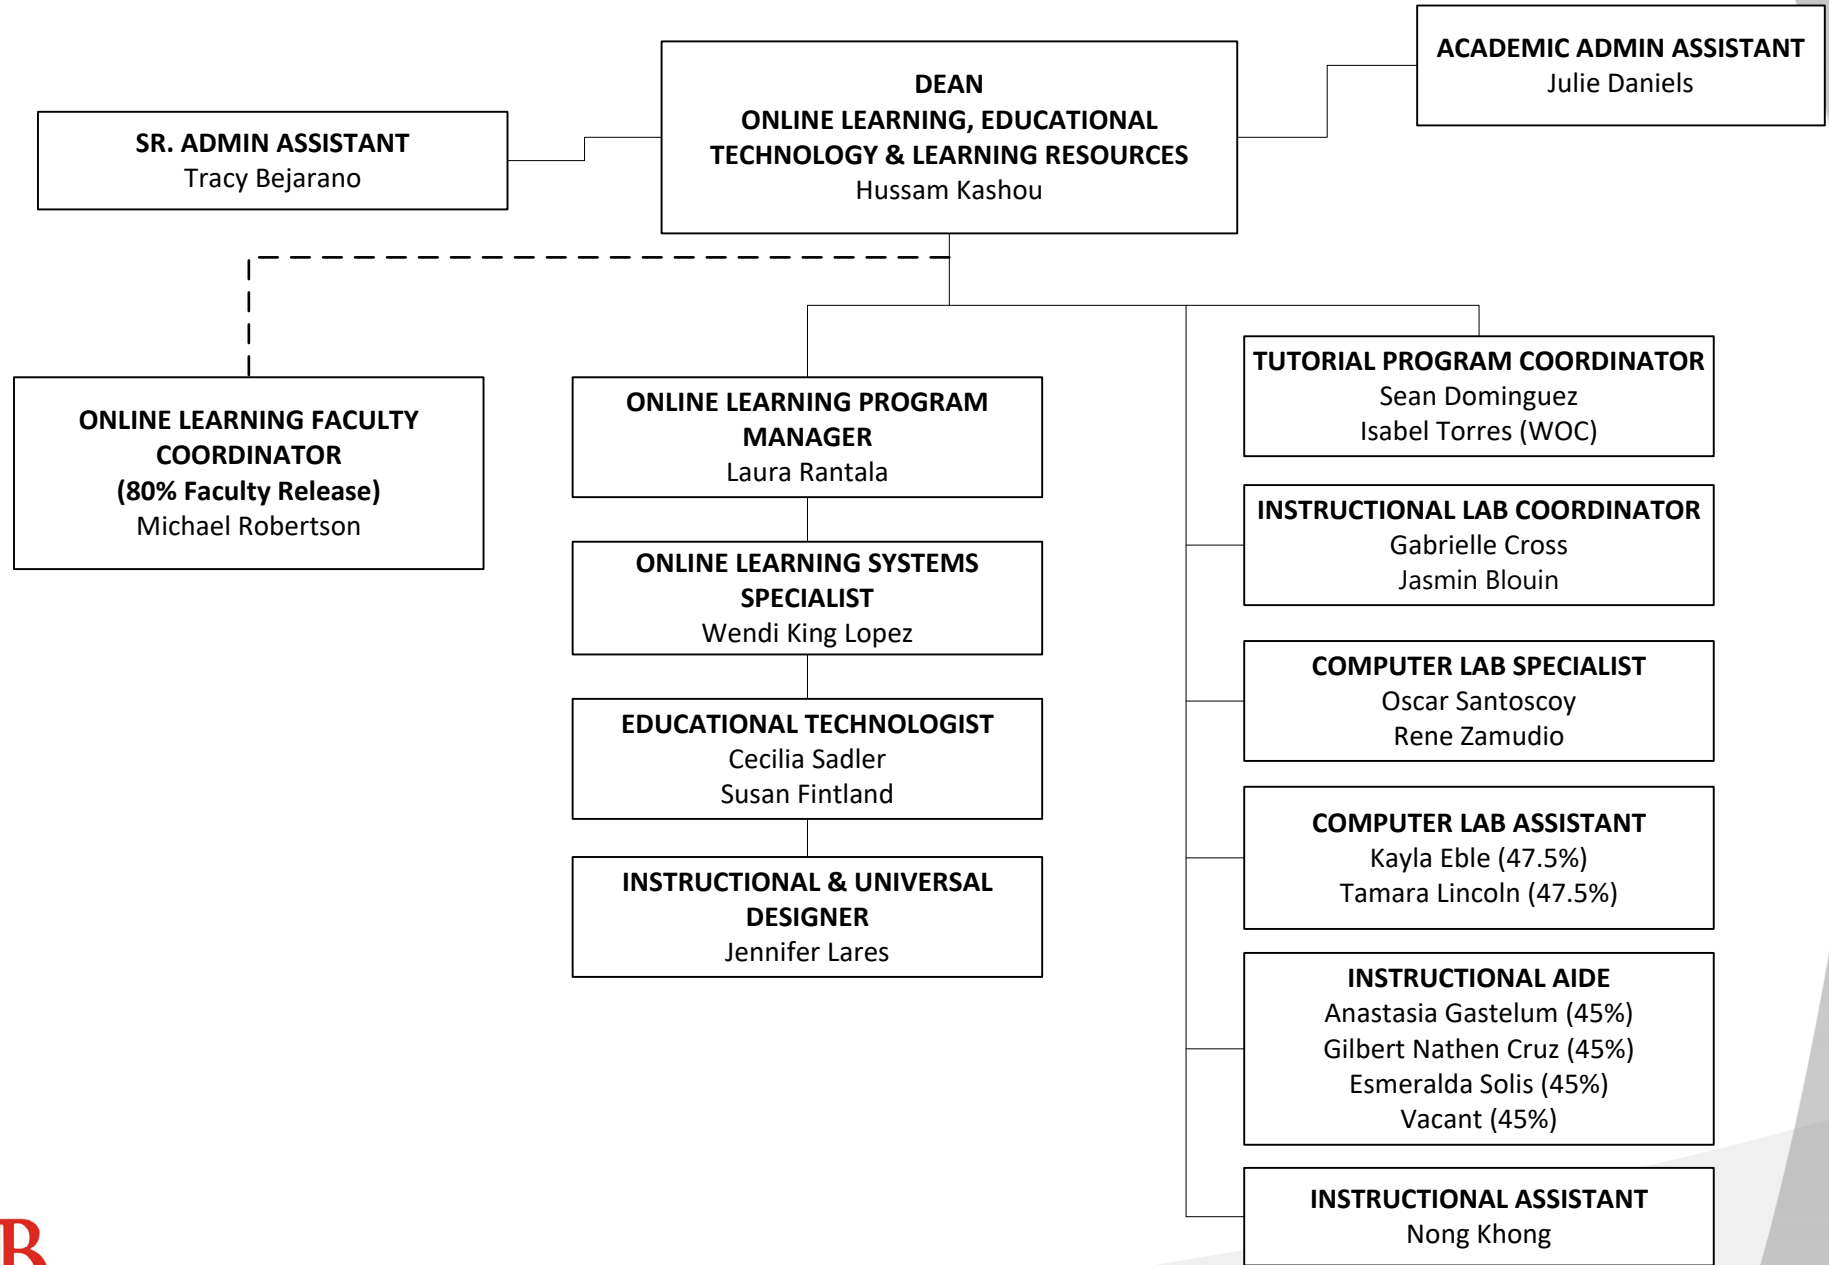 ACADEMIC ADMIN ASSISTANT
Julie Daniels
DEAN
ONLINE LEARNING, EDUCATIONAL
TECHNOLOGY & LEARNING RESOURCES
Hussam Kashou
SR. ADMIN ASSISTANT
Tracy Bejarano
ONLINE LEARNING FACULTY
COORDINATOR
(80% Faculty Release)
Michael Robertson
ONLINE LEARNING PROGRAM
MANAGER
Laura Rantala
ONLINE LEARNING SYSTEMS
SPECIALIST
Wendi King Lopez
EDUCATIONAL TECHNOLOGIST
Cecilia Sadler
Susan Fintland
INSTRUCTIONAL & UNIVERSAL
DESIGNER
Jennifer Lares
TUTORIAL PROGRAM COORDINATOR
Sean Dominguez
Isabel Torres (WOC)
INSTRUCTIONAL LAB COORDINATOR
Gabrielle Cross
Jasmin Blouin
COMPUTER LAB SPECIALIST
Oscar Santoscoy
Rene Zamudio
COMPUTER LAB ASSISTANT
Kayla Eble (47.5%)
Tamara Lincoln (47.5%)
INSTRUCTIONAL AIDE
Anastasia Gastelum (45%)
Gilbert Nathen Cruz (45%)
Esmeralda Solis (45%)
Vacant (45%)
INSTRUCTIONAL ASSISTANT
Nong Khong